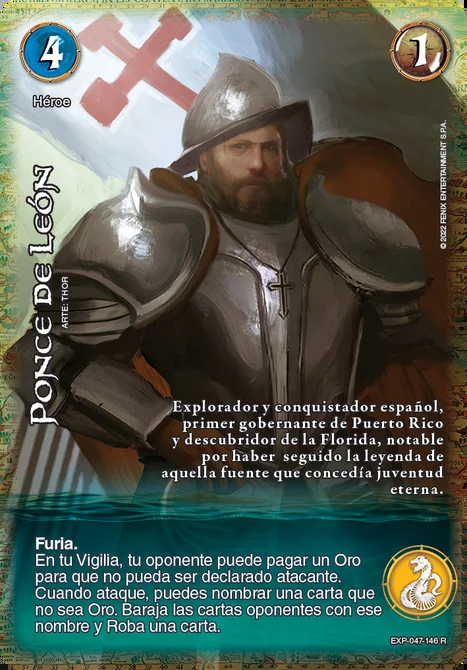 4
1
Héroe
PONCE DE LEÓN
ARTE: THOR
© 2022 FENIX ENTERTAINMENT S.P.A.
Explorador y conquistador español,
primer gobernante de Puerto Rico
y descubridor de la Florida, notable
por haber seguido la leyenda de
aquella fuente que concedía juventud
eterna.
Furia.
En tu Vigilia, tu oponente puede pagar un Oro
para que no pueda ser declarado atacante.
Cuando ataque, puedes nombrar una carta que
no sea Oro. Baraja las cartas oponentes con ese
nombre y Roba una carta.
EXP-047-146 R